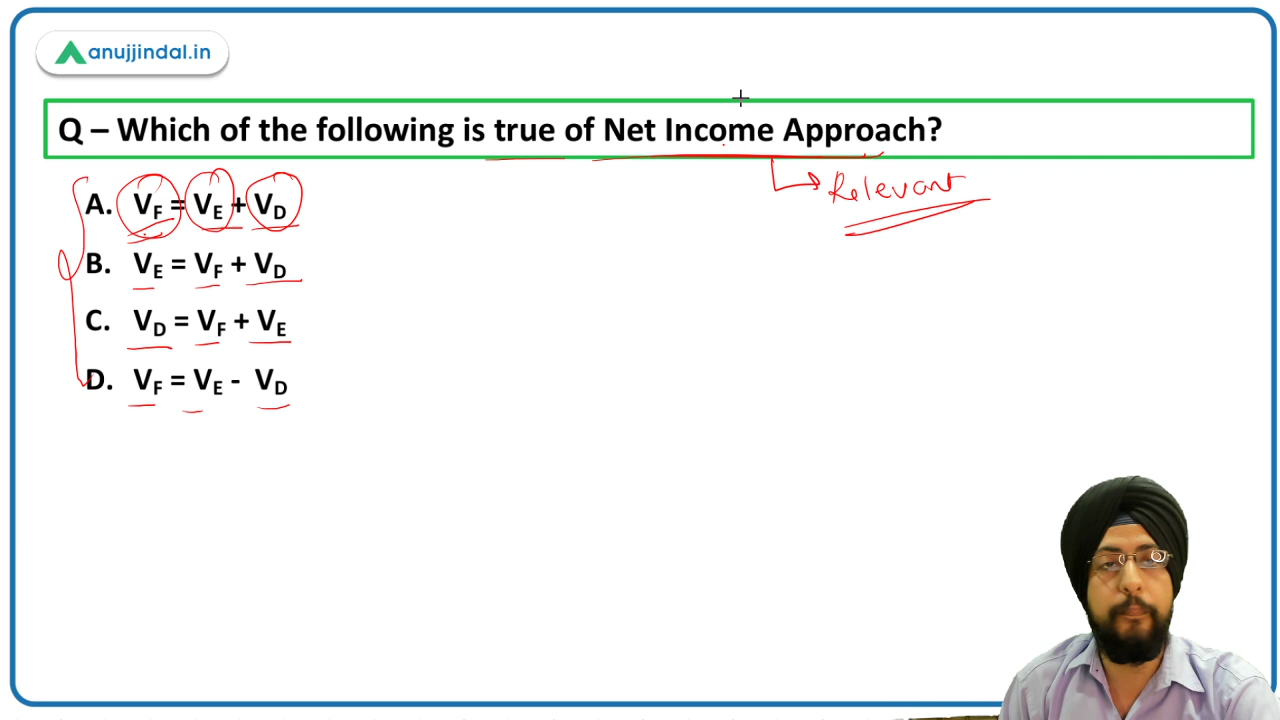 anujjindal.in
Q – Which of the following is true of Net Income Approach?
Relevant
A. VF = VE + VD
B. VE = VF + VD
C. VD = VF + VE
D. VF = VE - VD